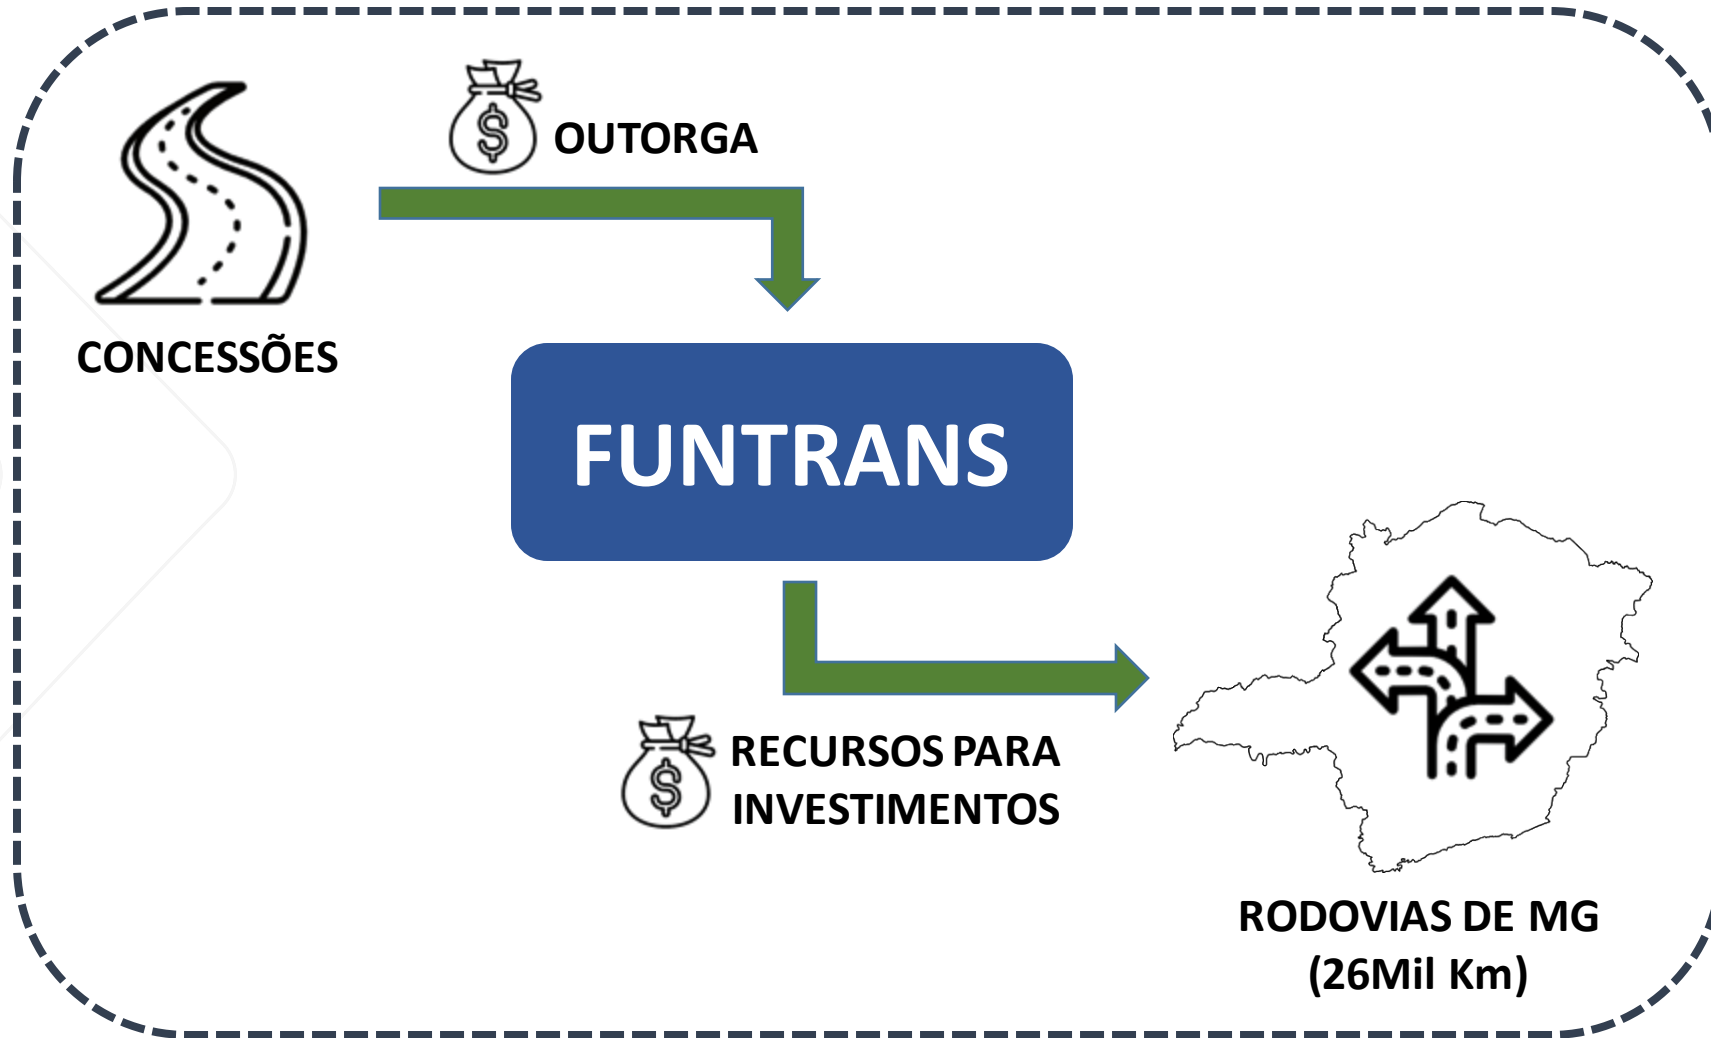 OUTORGA
CONCESSÕES
FUNTRANS
RECURSOS PARA
INVESTIMENTOS
RODOVIAS DE MG
(26Mil Km)